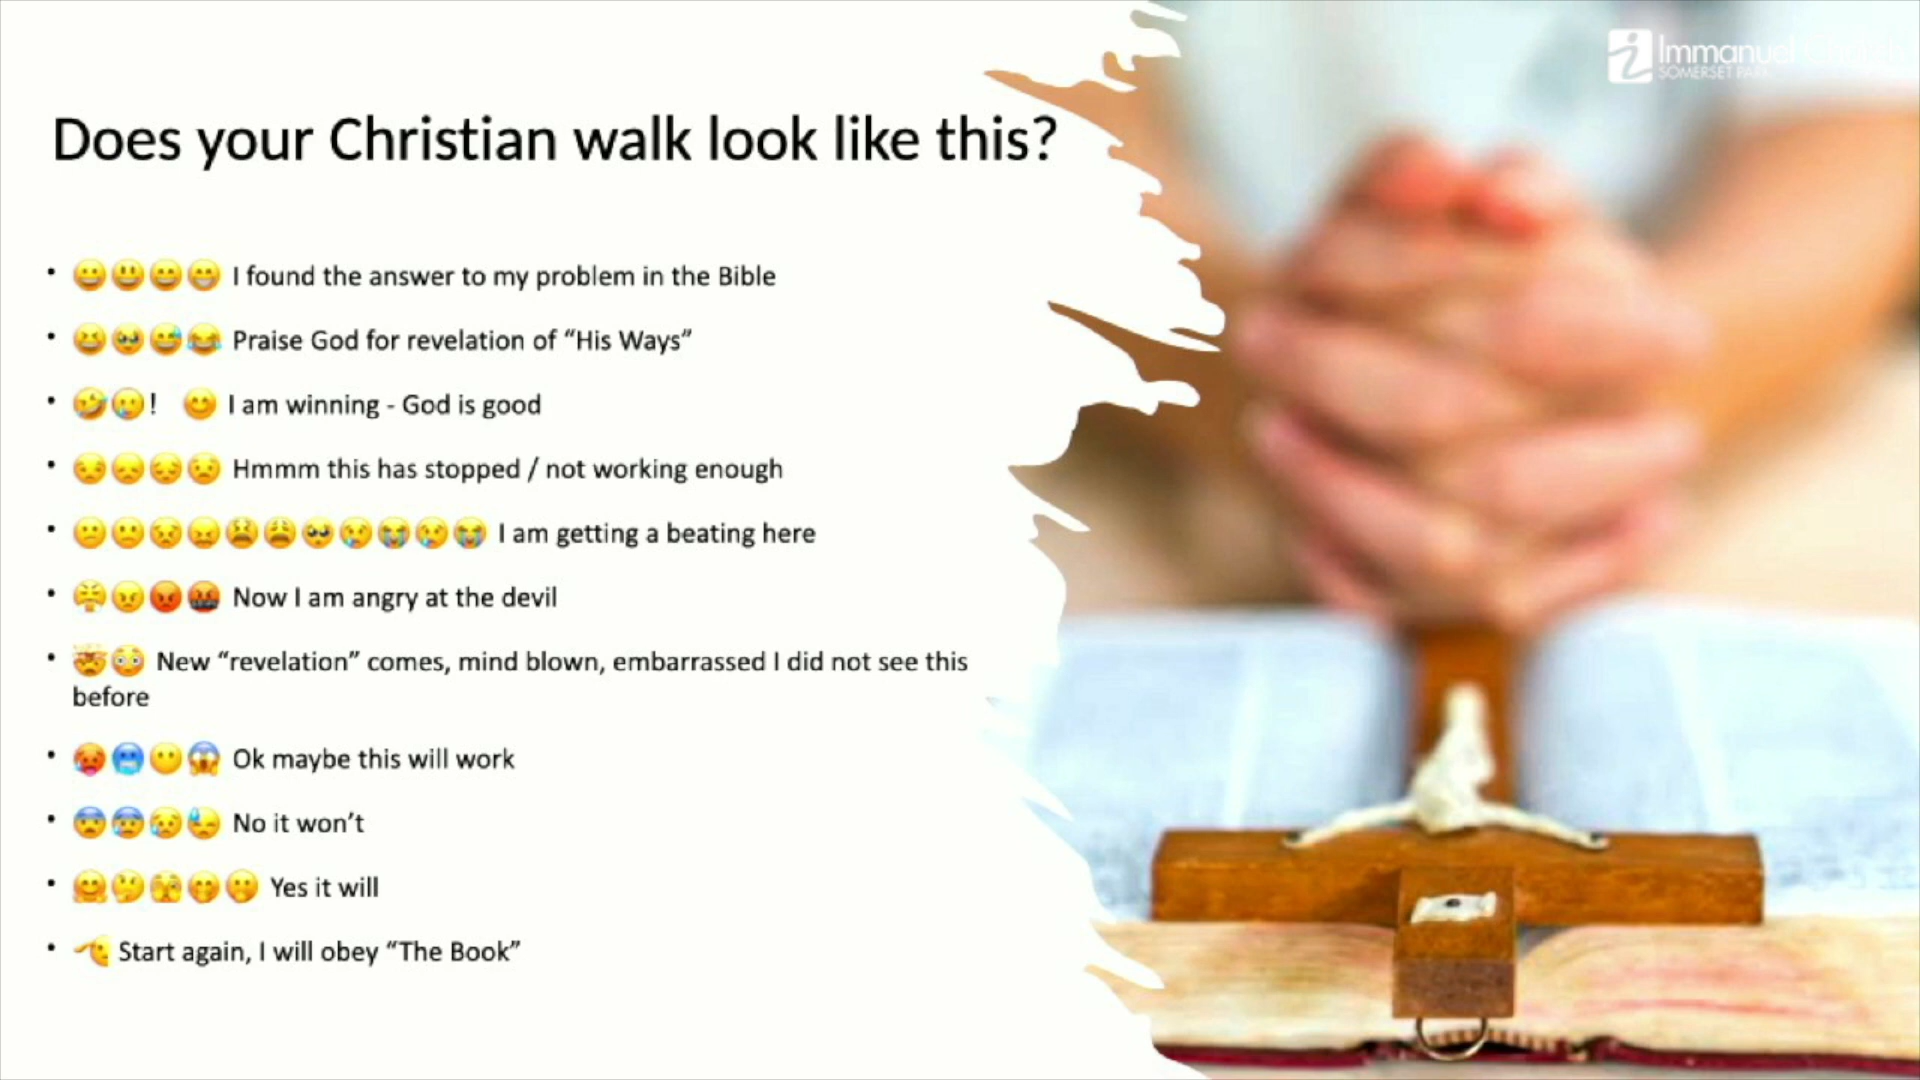 Immanuel Church
SOMERSET PARK
Does your Christian walk look like this?
• 😀😃😄😁 I found the answer to my problem in the Bible
• 😆🥹😅😂 Praise God for revelation of “His Ways”
• 🤣🥲! 😊 I am winning - God is good
• 😒😞😔😟 Hmmm this has stopped / not working enough
• 😕🙁😣😖😫😩🥺😢😭😢😭 I am getting a beating here
• 😤😠😡🤬 Now I am angry at the devil
• 🤯😳 New “revelation” comes, mind blown, embarrassed I did not see this
before
• 🥵🥶😶😱 Ok maybe this will work
• 😨😰😥😓 No it won’t
• 🤗🤔🫣🤭🫢 Yes it will
• 🫡 Start again, I will obey “The Book”